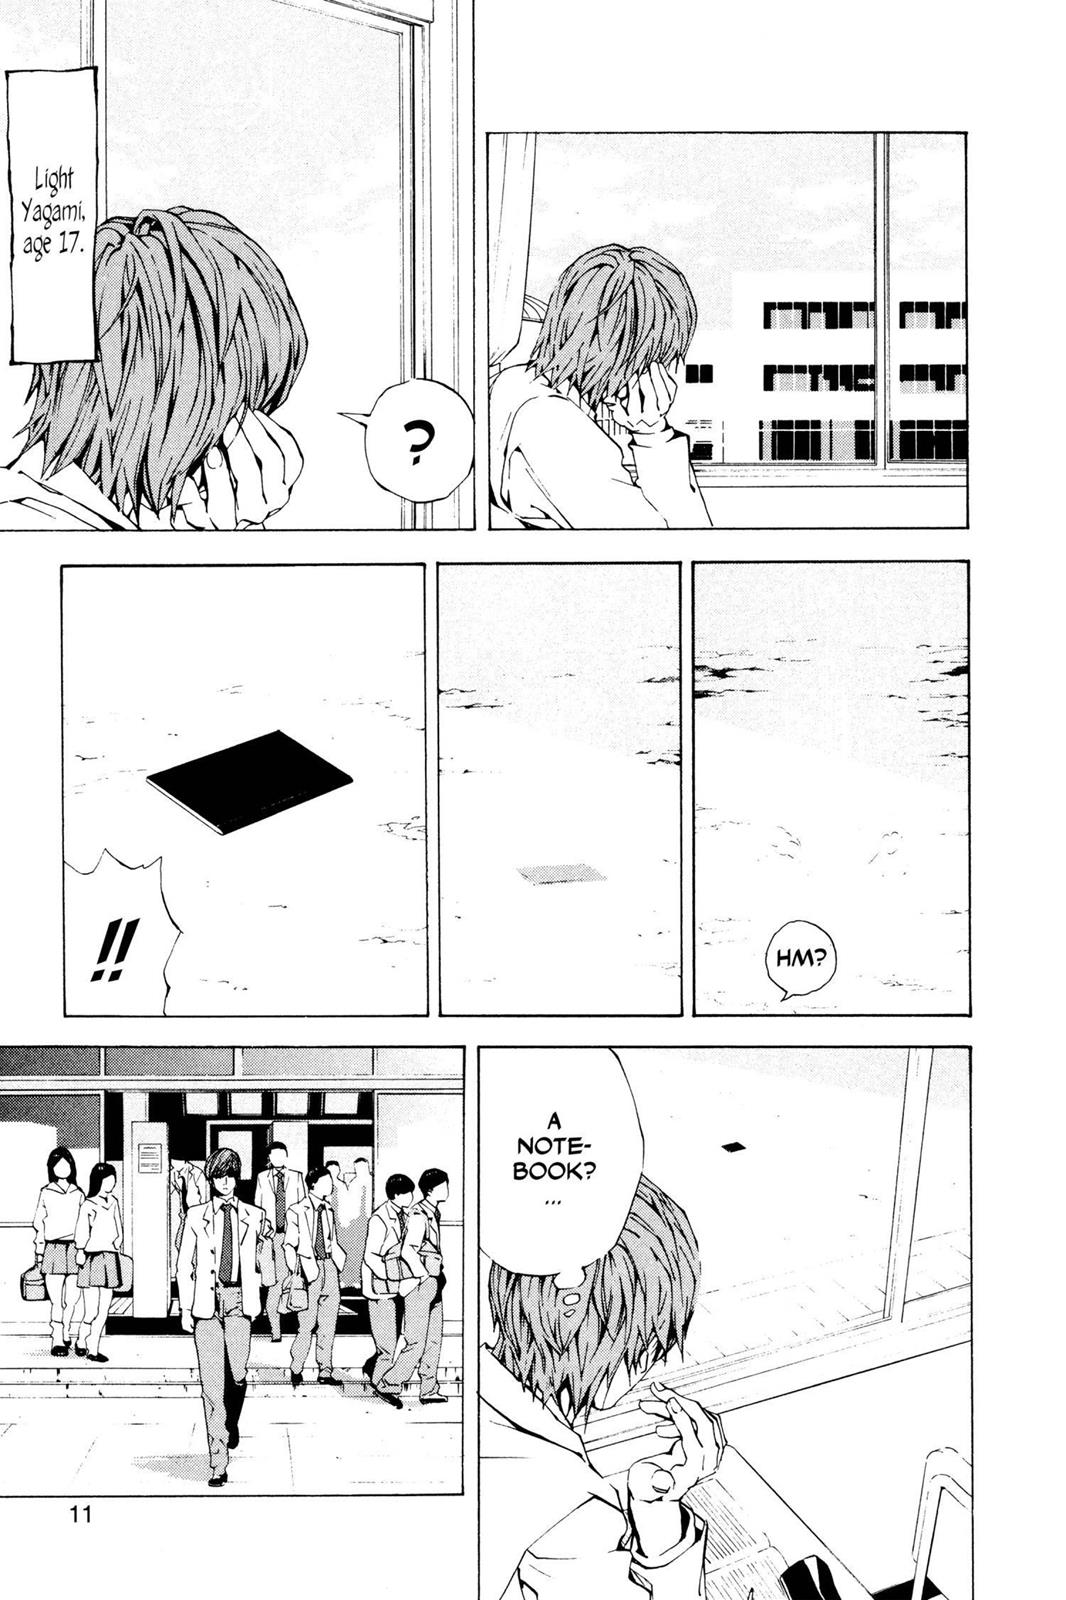 ?
Light
Yagami,
age 17.
HM?
!!
A
NOTE-
BOOK?
...
11